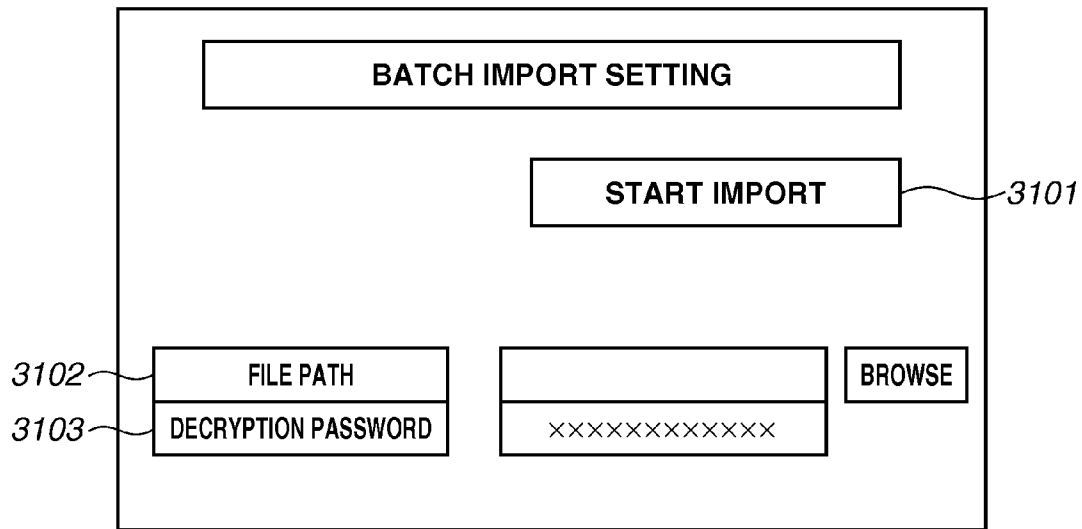 BATCH IMPORT SETTING
START IMPORT 3101
3102 FILE PATH BROWSE
3103 DECRYPTION PASSWORD ××××××××××××